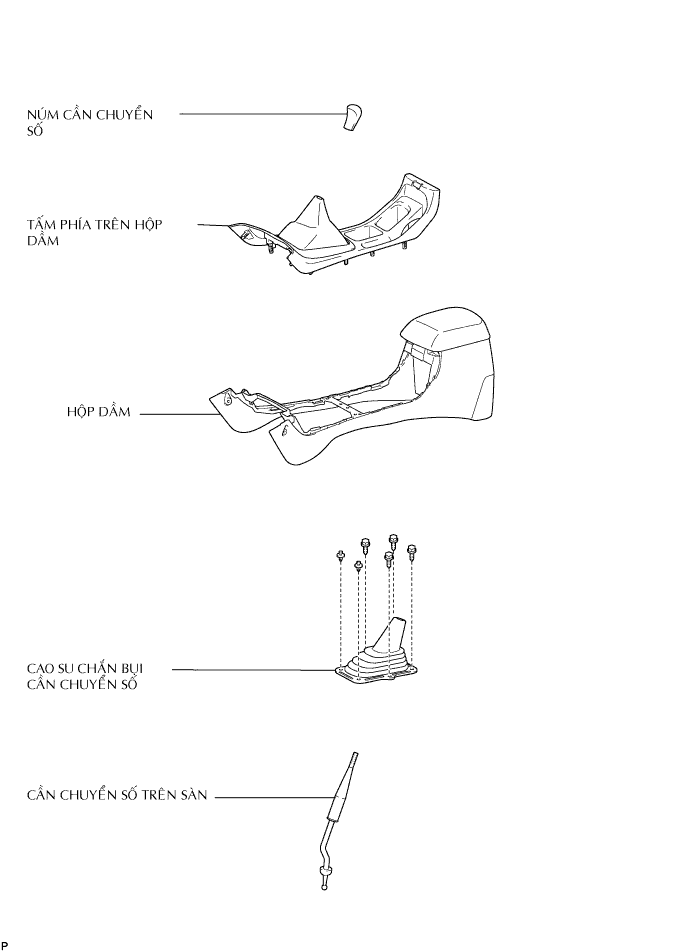 NÚM CẦN CHUYỂN
SỐ
TẤM PHÍA TRÊN HỘP
DẦM
HỘP DẦM
CAO SU CHẮN BỤI
CẦN CHUYỂN SỐ
CẦN CHUYỂN SỐ TRÊN SÀN
P